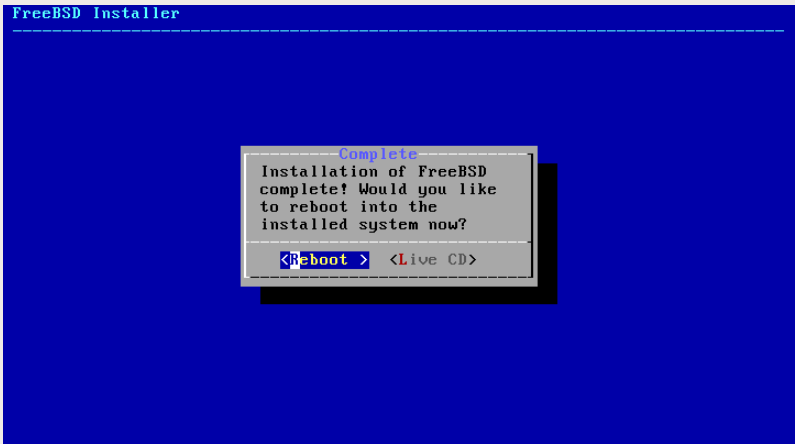 FreeBSD Installer
Complete
Installation of FreeBSD
complete! Would you like
to reboot into the
installed system now?
<Reboot > <Live CD>